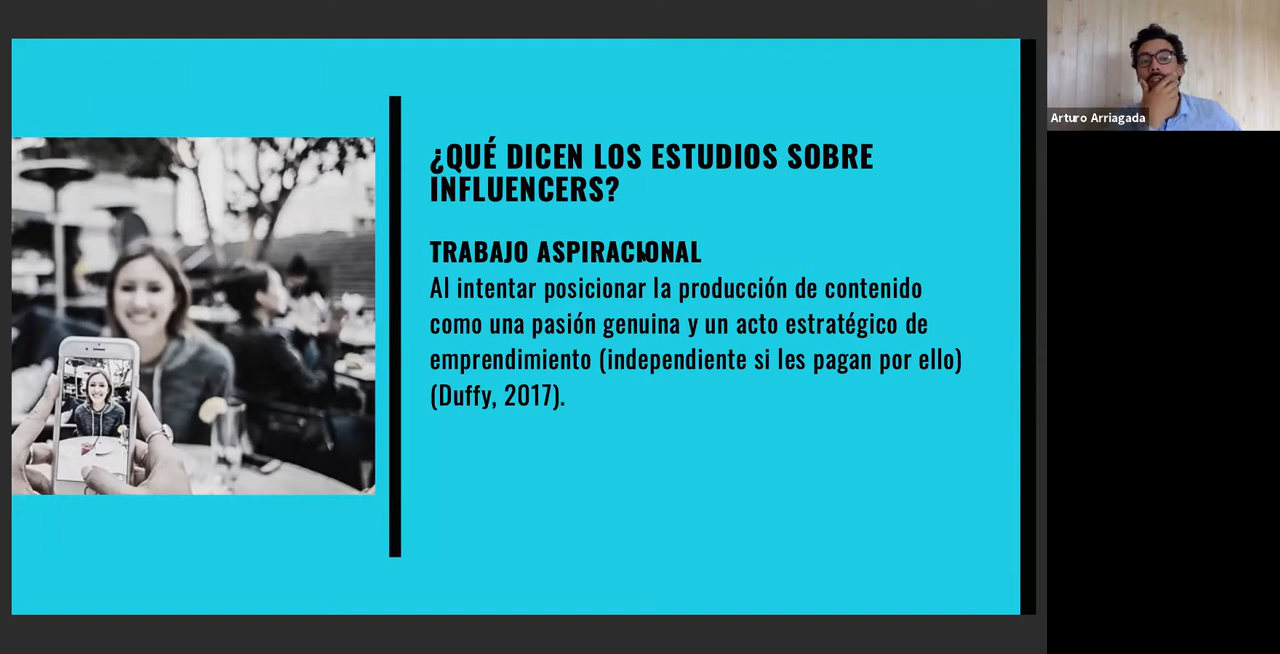 ¿QUÉ DICEN LOS ESTUDIOS SOBRE
INFLUENCERS?
TRABAJO ASPIRACIONAL
Al intentar posicionar la producción de contenido
como una pasión genuina y un acto estratégico de
emprendimiento (independiente si les pagan por ello)
(Duffy, 2017).
Arturo Arriagada